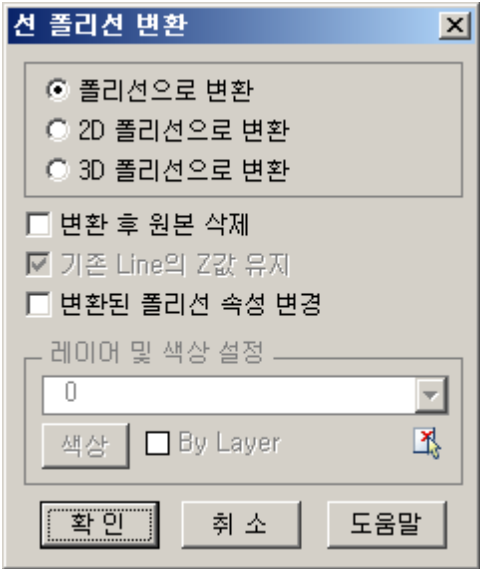 선 폴리선 변환
폴리선으로 변환
2D 폴리선으로 변환
3D 폴리선으로 변환
변환 후 원본 삭제
기존 Line의 Z값 유지
변환된 폴리선 속성 변경
레이어 및 색상 설정
0
색상 By Layer
확 인 취 소 도움말